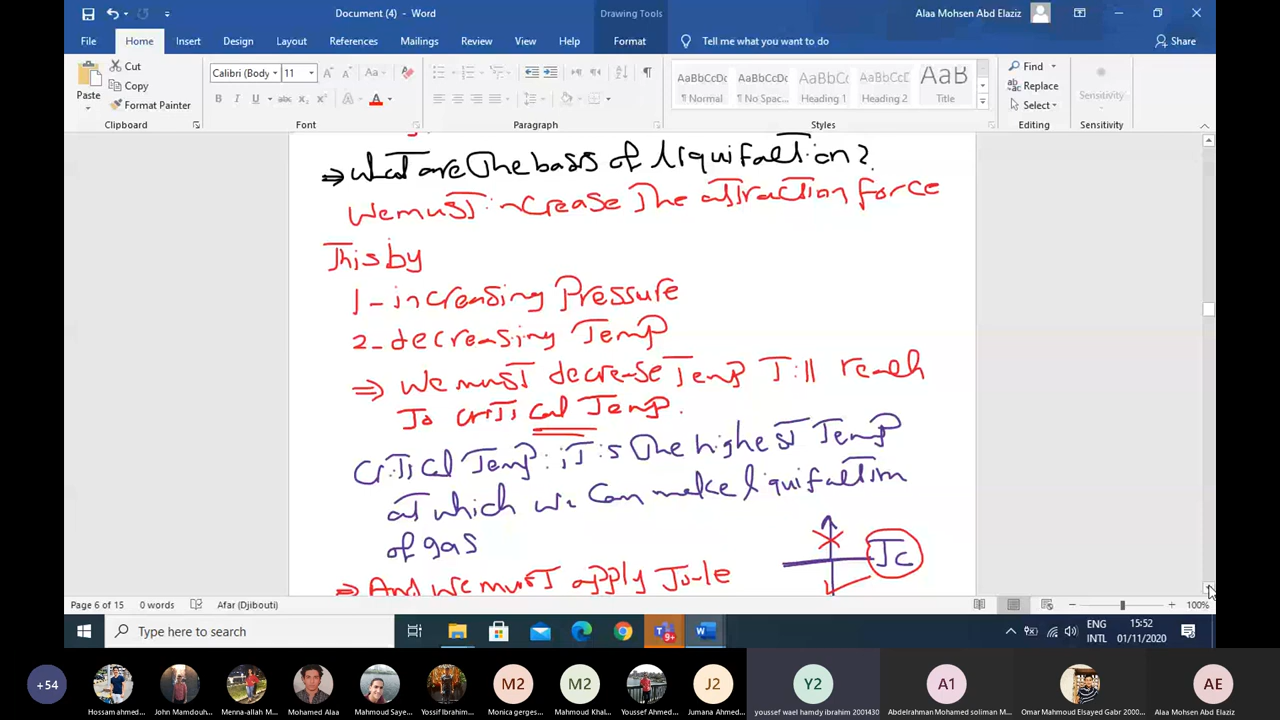 Document (4) - Word
Drawing Tools
Alaa Mohsen Abd Elaziz
File Home Insert Design Layout References Mailings Review View Help Format Tell me what you want to do Share
Paste
Cut
Copy
Format Painter
Calibri (Body) 11
AaBbCcDc AaBbCcDc AaBbCc AaBbCcD AaB
¶ Normal ¶ No Spac... Heading 1 Heading 2 Title
Find
Replace
Select
Sensitivity
Clipboard Font Paragraph Styles Editing Sensitivity
⇒ what are the basis of liquifaction?
We must increase the attraction force
This by
1- increasing Pressure
2- decreasing Temp
⇒ We must decrease Temp Till reach
To critical Temp.
Critical Temp: it is the highest Temp
at which we can make liquifaction
of gas
Tc
⇒ And we must apply Joule
Page 6 of 15 0 words Afar (Djibouti) 100%
Type here to search
9+
ENG
INTL
15:52
01/11/2020
+54 M2 M2 J2 Y2 A1 AE
Hossam ahmed... John Mamdouh... Menna-allah M... Mohamed Alaa Mahmoud Saye... Yossif Ibrahim... Monica gerges... Mahmoud Khal... Youssef Ahmed... Jumana Ahmed... youssef wael hamdy ibrahim 2001430 Abdelrahman Mohamed soliman M... Omar Mahmoud Elsayed Gabr 2000... Alaa Mohsen Abd Elaziz